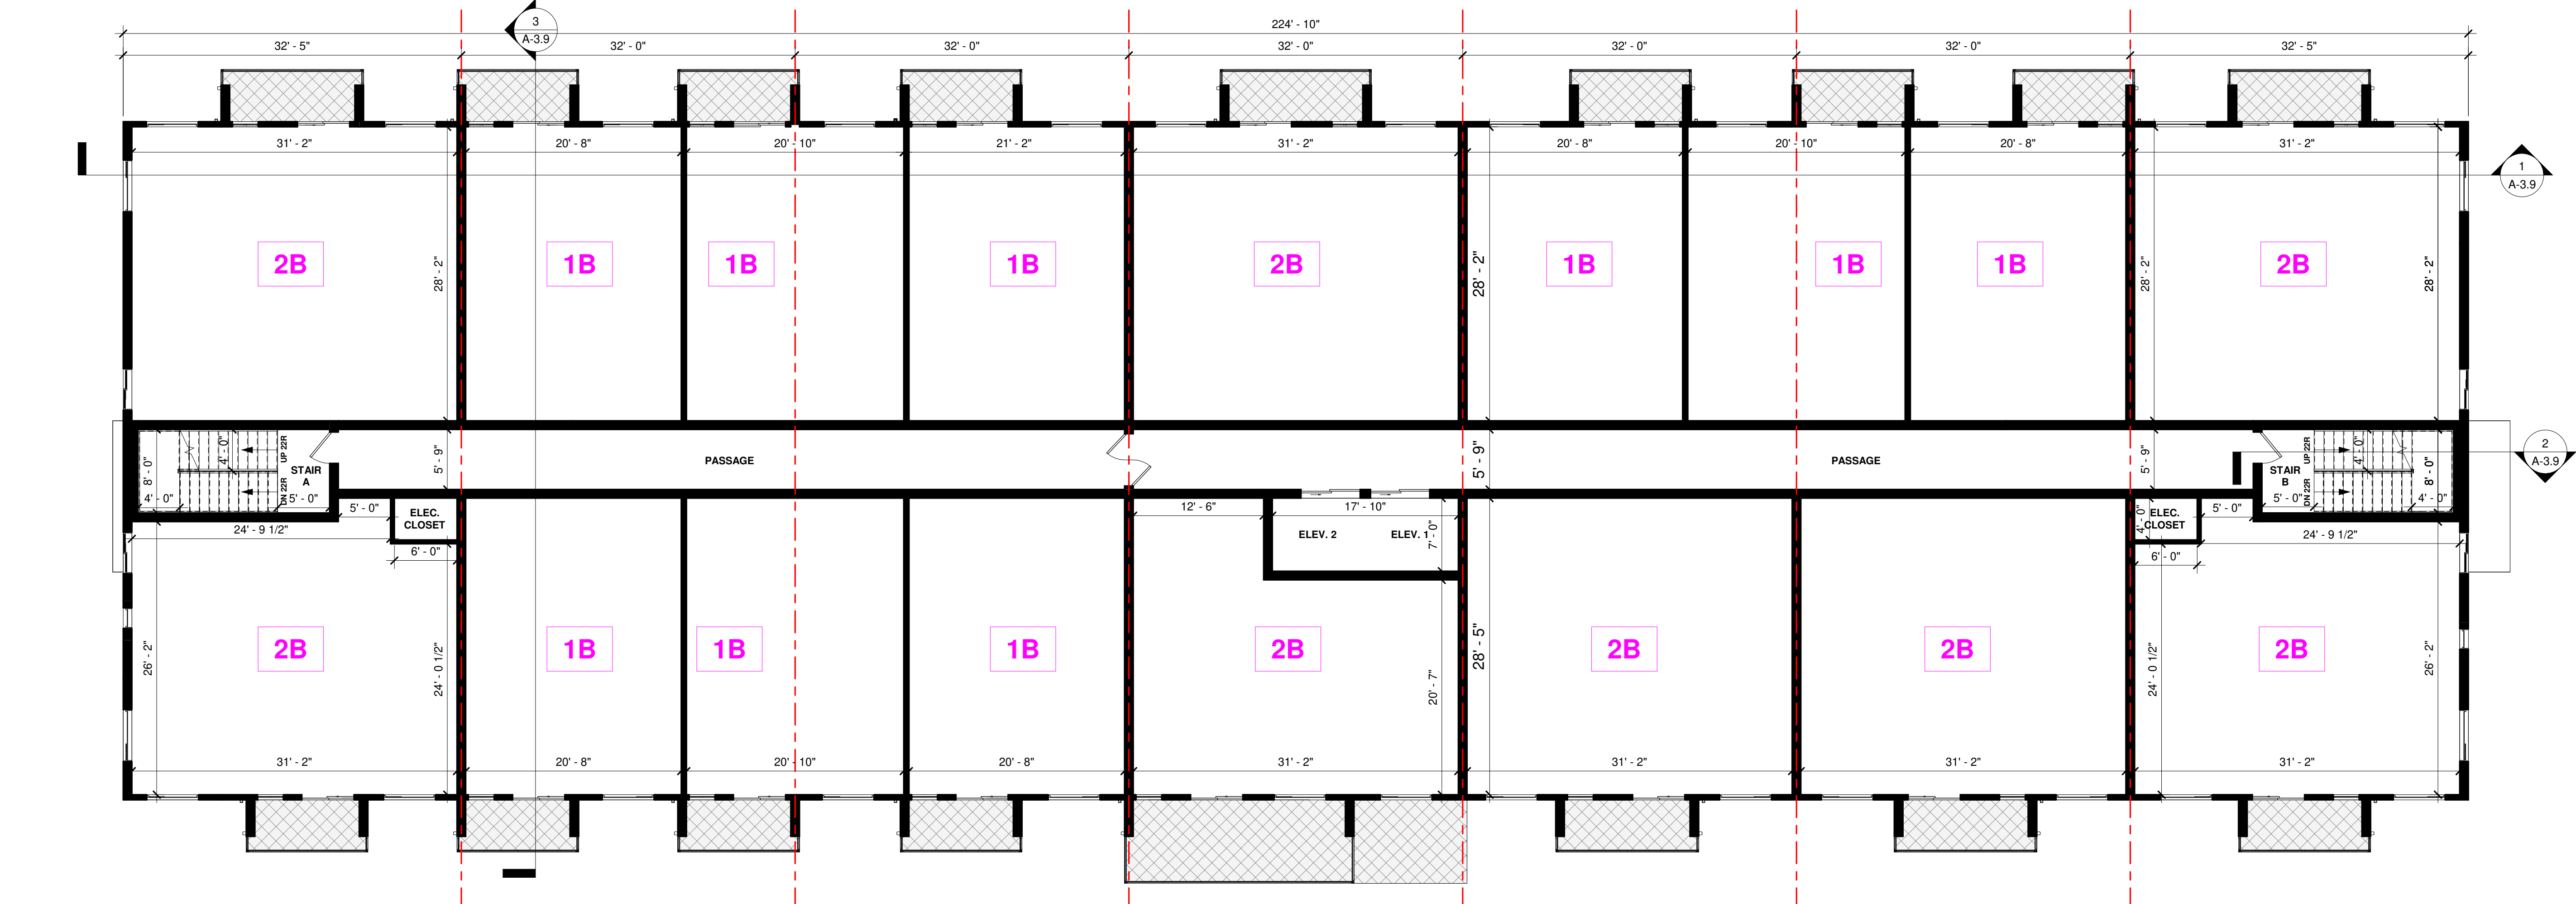 224' - 10"
3
A-3.9
32' - 5"
32' - 0"
32' - 0"
32' - 0"
32' - 0"
32' - 0"
32' - 5"
31' - 2"
20' - 8"
20' - 10"
21' - 2"
31' - 2"
20' - 8"
20' - 10"
20' - 8"
31' - 2"
1
A-3.9
2B
1B
1B
1B
2B
1B
1B
1B
2B
28' - 2"
28' - 2"
28' - 2"
28' - 2"
8' - 0"
4' - 0"
UP 22R
DN 22R
STAIR
A
4' - 0"
5' - 0"
5' - 9"
PASSAGE
5' - 9"
PASSAGE
5' - 9"
UP 22R
DN 22R
STAIR
B
4' - 0"
8' - 0"
5' - 0"
4' - 0"
2
A-3.9
24' - 9 1/2"
5' - 0"
ELEC.
CLOSET
6' - 0"
12' - 6"
17' - 10"
ELEV. 2
ELEV. 1
7' - 0"
4' - 0"
ELEC.
CLOSET
5' - 0"
6' - 0"
24' - 9 1/2"
2B
1B
1B
1B
2B
2B
2B
2B
26' - 2"
24' - 0 1/2"
20' - 7"
28' - 5"
24' - 0 1/2"
26' - 2"
31' - 2"
20' - 8"
20' - 10"
20' - 8"
31' - 2"
31' - 2"
31' - 2"
31' - 2"